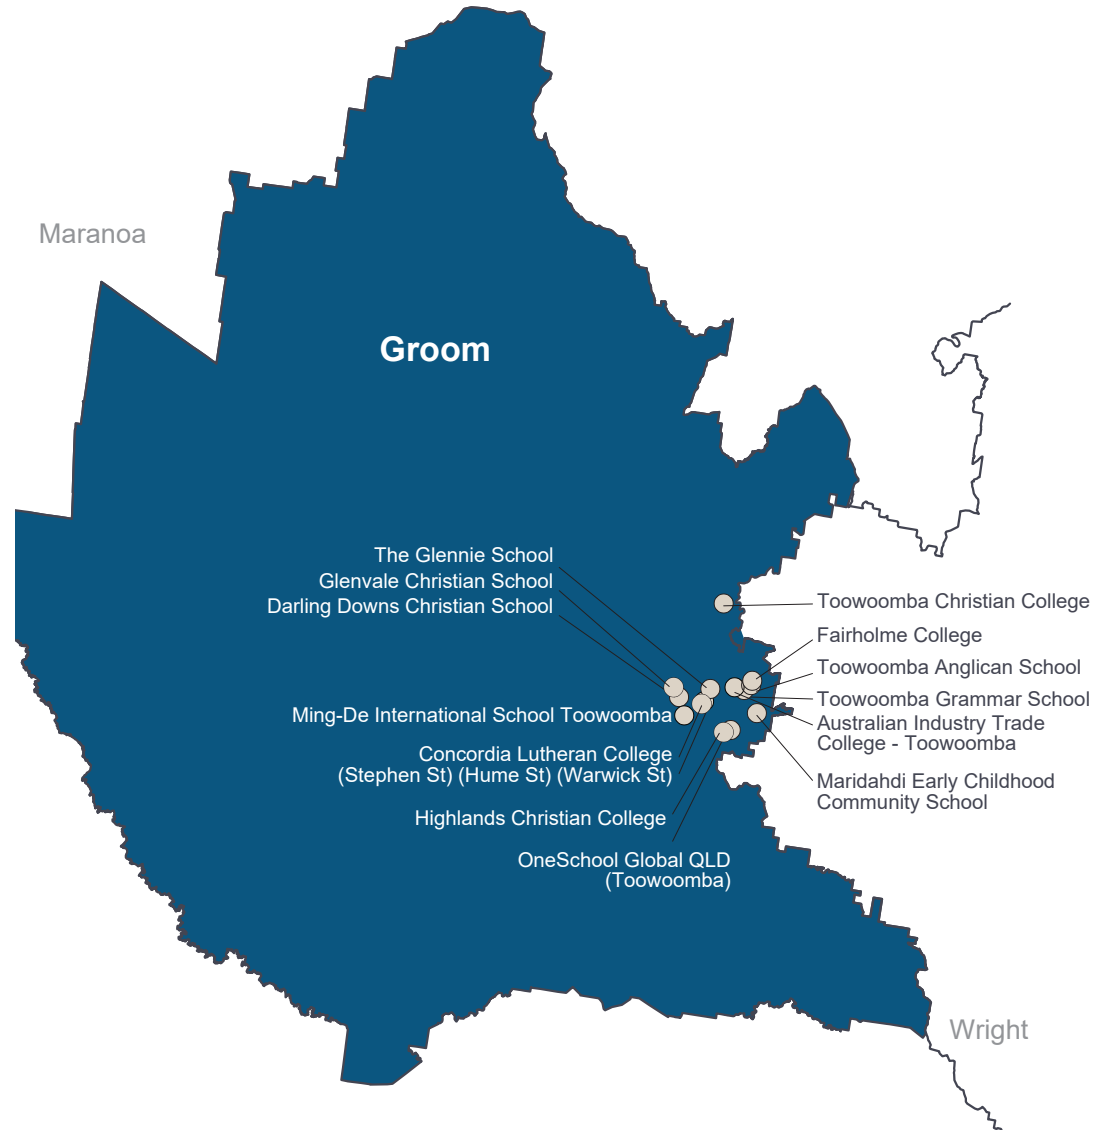 Maranoa
Groom
The Glennie School
Glenvale Christian School
Darling Downs Christian School
Ming-De International School Toowoomba
Concordia Lutheran College
(Stephen St) (Hume St) (Warwick St)
Highlands Christian College
OneSchool Global QLD
(Toowoomba)
Toowoomba Christian College
Fairholme College
Toowoomba Anglican School
Toowoomba Grammar School
Australian Industry Trade
College - Toowoomba
Maridahdi Early Childhood
Community School
Wright